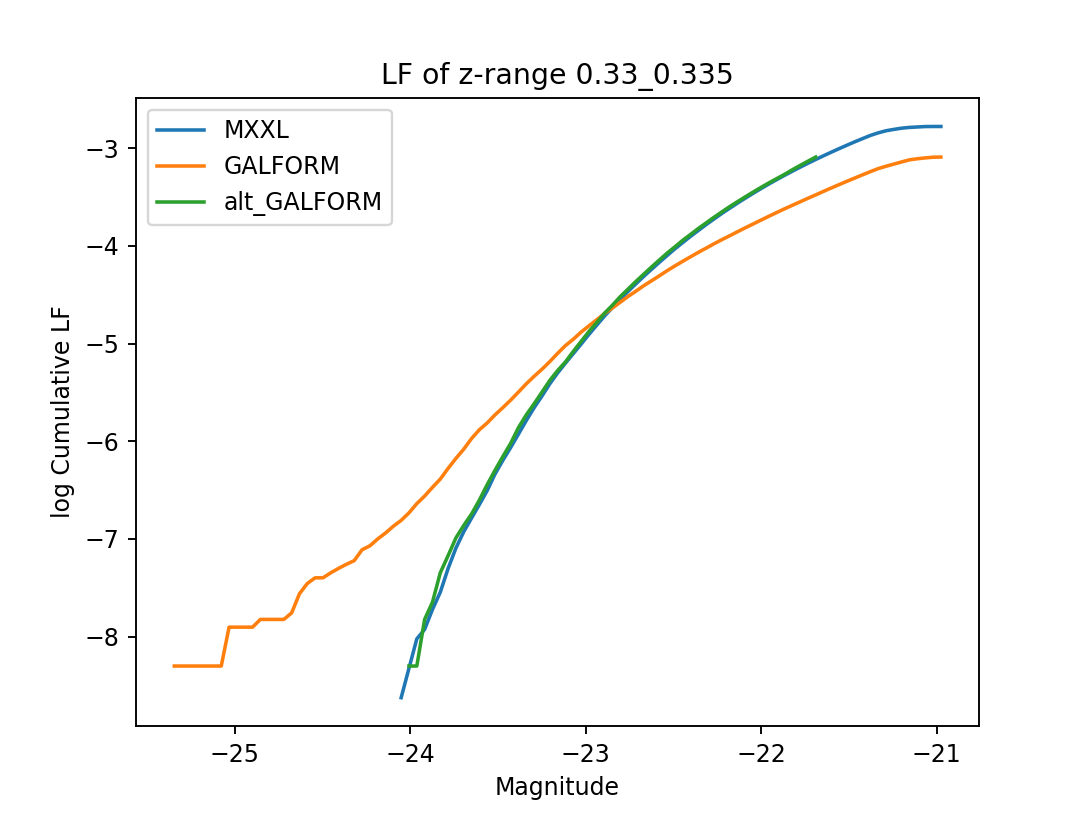 LF of z-range 0.33_0.335
MXXL
GALFORM
alt_GALFORM
−3
−4
−5
−6
−7
−8
log Cumulative LF
−25
−24
−23
−22
−21
Magnitude